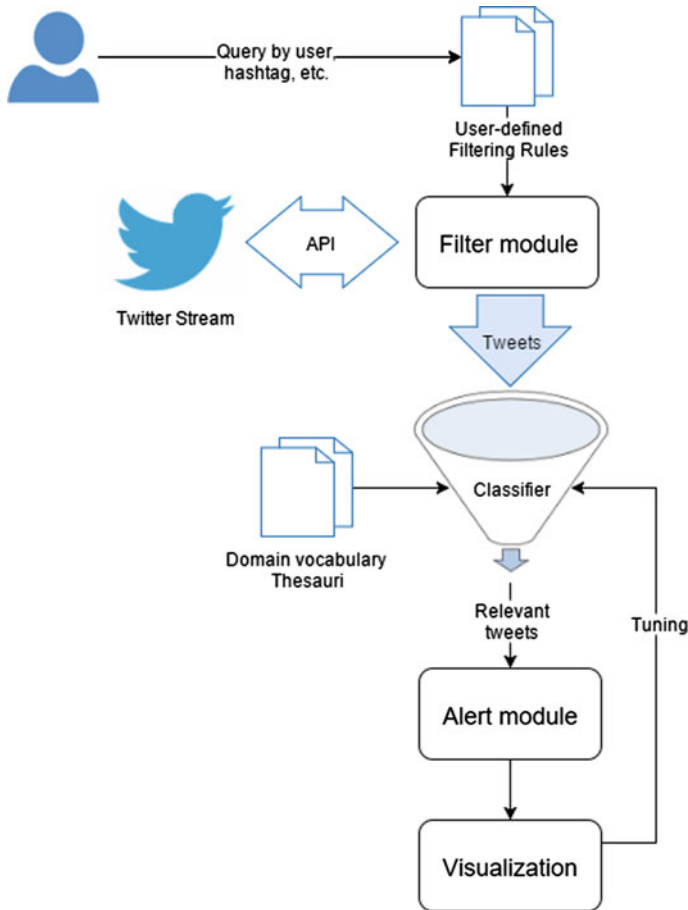 Query by user,
hashtag, etc.
User-defined
Filtering Rules
API
Filter module
Twitter Stream
Tweets
Classifier
Domain vocabulary
Thesauri
Relevant
tweets
Tuning
Alert module
Visualization